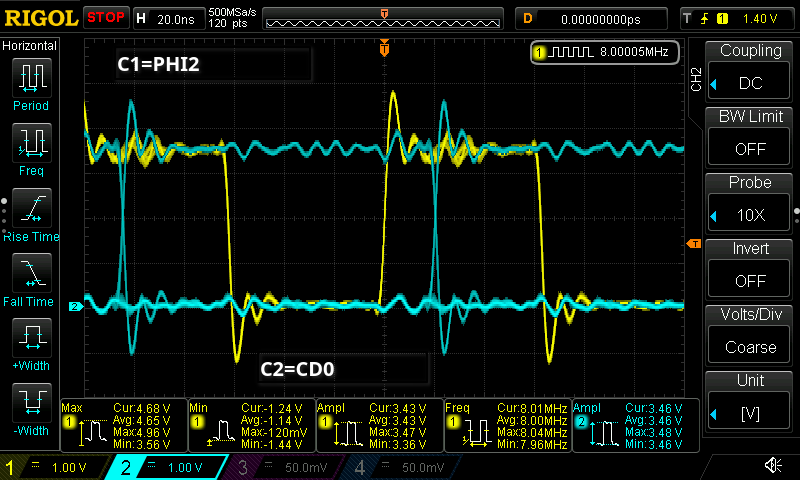 RIGOL STOP H 20.0ns 500MSa/s 120 pts T D 0.00000000ps T 1 1.40 V
Horizontal
Period
Freq
Rise Time
Fall Time
+Width
-Width
T
1 8.00005MHz
C1=PHI2
T
2
C2=CD0
CH2
Coupling
DC
BW Limit
OFF
Probe
10X
Invert
OFF
Volts/Div
Coarse
Unit
[V]
Max
1
Cur:4.68 V
Avg:4.65 V
Max:4.96 V
Min:3.56 V
Min
1
Cur:-1.24 V
Avg:-1.14 V
Max:-120mV
Min:-1.44 V
Ampl
1
Cur:3.43 V
Avg:3.43 V
Max:3.47 V
Min:3.36 V
Freq
1
Cur:8.01MHz
Avg:8.00MHz
Max:8.04MHz
Min:7.96MHz
Ampl
2
Cur:3.46 V
Avg:3.46 V
Max:3.48 V
Min:3.46 V
1 1.00 V 2 1.00 V 3 50.0mV 4 50.0mV